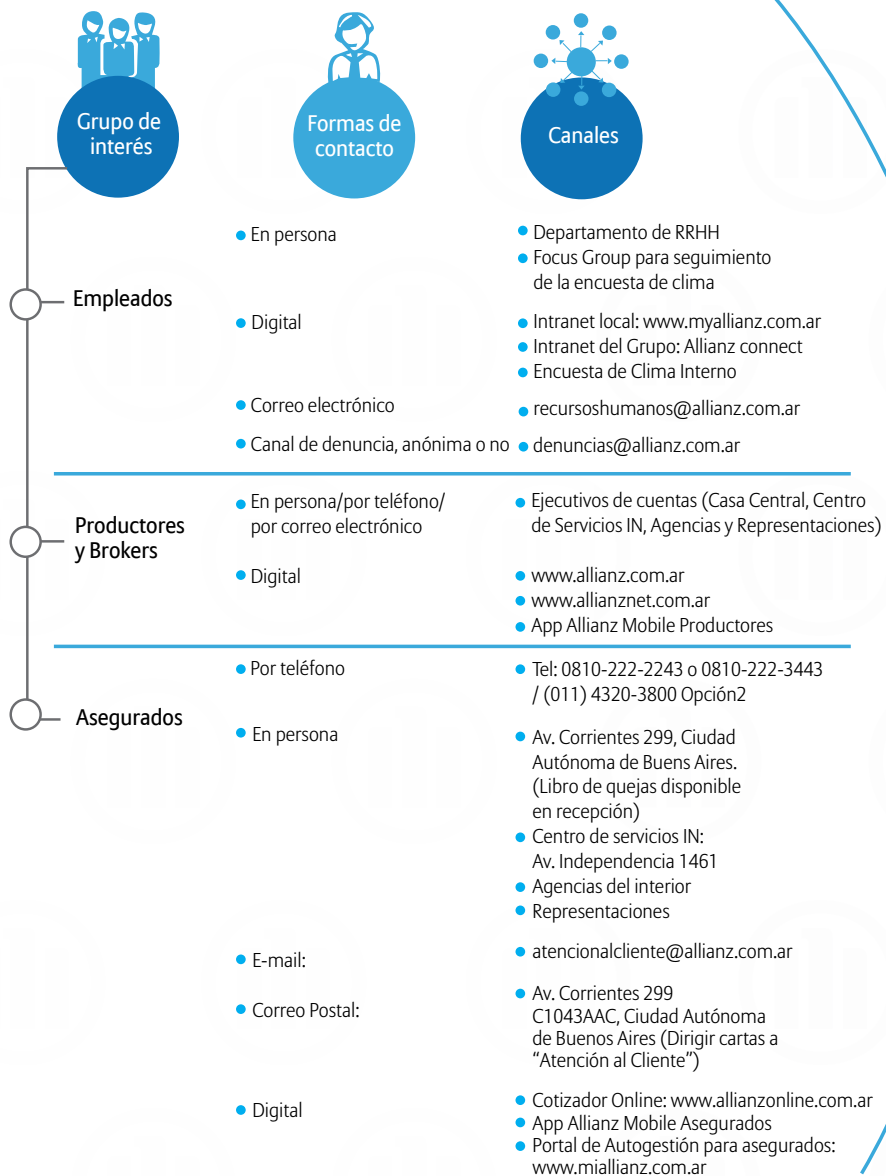 Grupo de
interés
Formas de
contacto
Canales
Empleados
En persona
Departamento de RRHH
Focus Group para seguimiento
de la encuesta de clima
Digital
Intranet local: www.myallianz.com.ar
Intranet del Grupo: Allianz connect
Encuesta de Clima Interno
Correo electrónico
recursoshumanos@allianz.com.ar
Canal de denuncia, anónima o no
denuncias@allianz.com.ar
Productores
y Brokers
En persona/por teléfono/
por correo electrónico
Ejecutivos de cuentas (Casa Central, Centro
de Servicios IN, Agencias y Representaciones)
Digital
www.allianz.com.ar
www.allianznet.com.ar
App Allianz Mobile Productores
Asegurados
Por teléfono
Tel: 0810-222-2243 o 0810-222-3443
/ (011) 4320-3800 Opción2
En persona
Av. Corrientes 299, Ciudad
Autónoma de Buens Aires.
(Libro de quejas disponible
en recepción)
Centro de servicios IN:
Av. Independencia 1461
Agencias del interior
Representaciones
E-mail:
atencionalcliente@allianz.com.ar
Correo Postal:
Av. Corrientes 299
C1043AAC, Ciudad Autónoma
de Buenos Aires (Dirigir cartas a
“Atención al Cliente”)
Digital
Cotizador Online: www.allianzonline.com.ar
App Allianz Mobile Asegurados
Portal de Autogestión para asegurados:
www.miallianz.com.ar